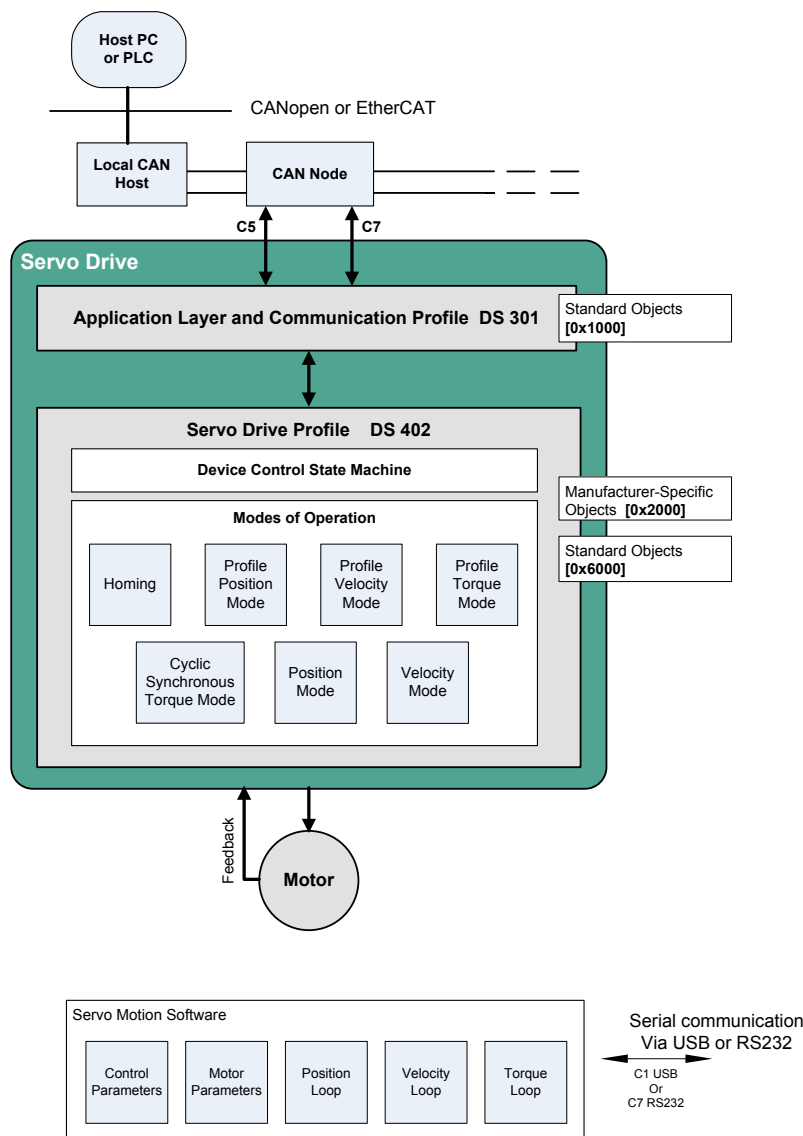 Host PC
or PLC
CANopen or EtherCAT
Local CAN
Host
CAN Node
C5
C7
Servo Drive
Application Layer and Communication Profile DS 301
Standard Objects
[0x1000]
Servo Drive Profile DS 402
Device Control State Machine
Manufacturer-Specific
Objects [0x2000]
Modes of Operation
Standard Objects
[0x6000]
Homing
Profile
Position
Mode
Profile
Velocity
Mode
Profile
Torque
Mode
Cyclic
Synchronous
Torque Mode
Position
Mode
Velocity
Mode
Feedback
Motor
Servo Motion Software
Control
Parameters
Motor
Parameters
Position
Loop
Velocity
Loop
Torque
Loop
Serial communication
Via USB or RS232
C1 USB
Or
C7 RS232